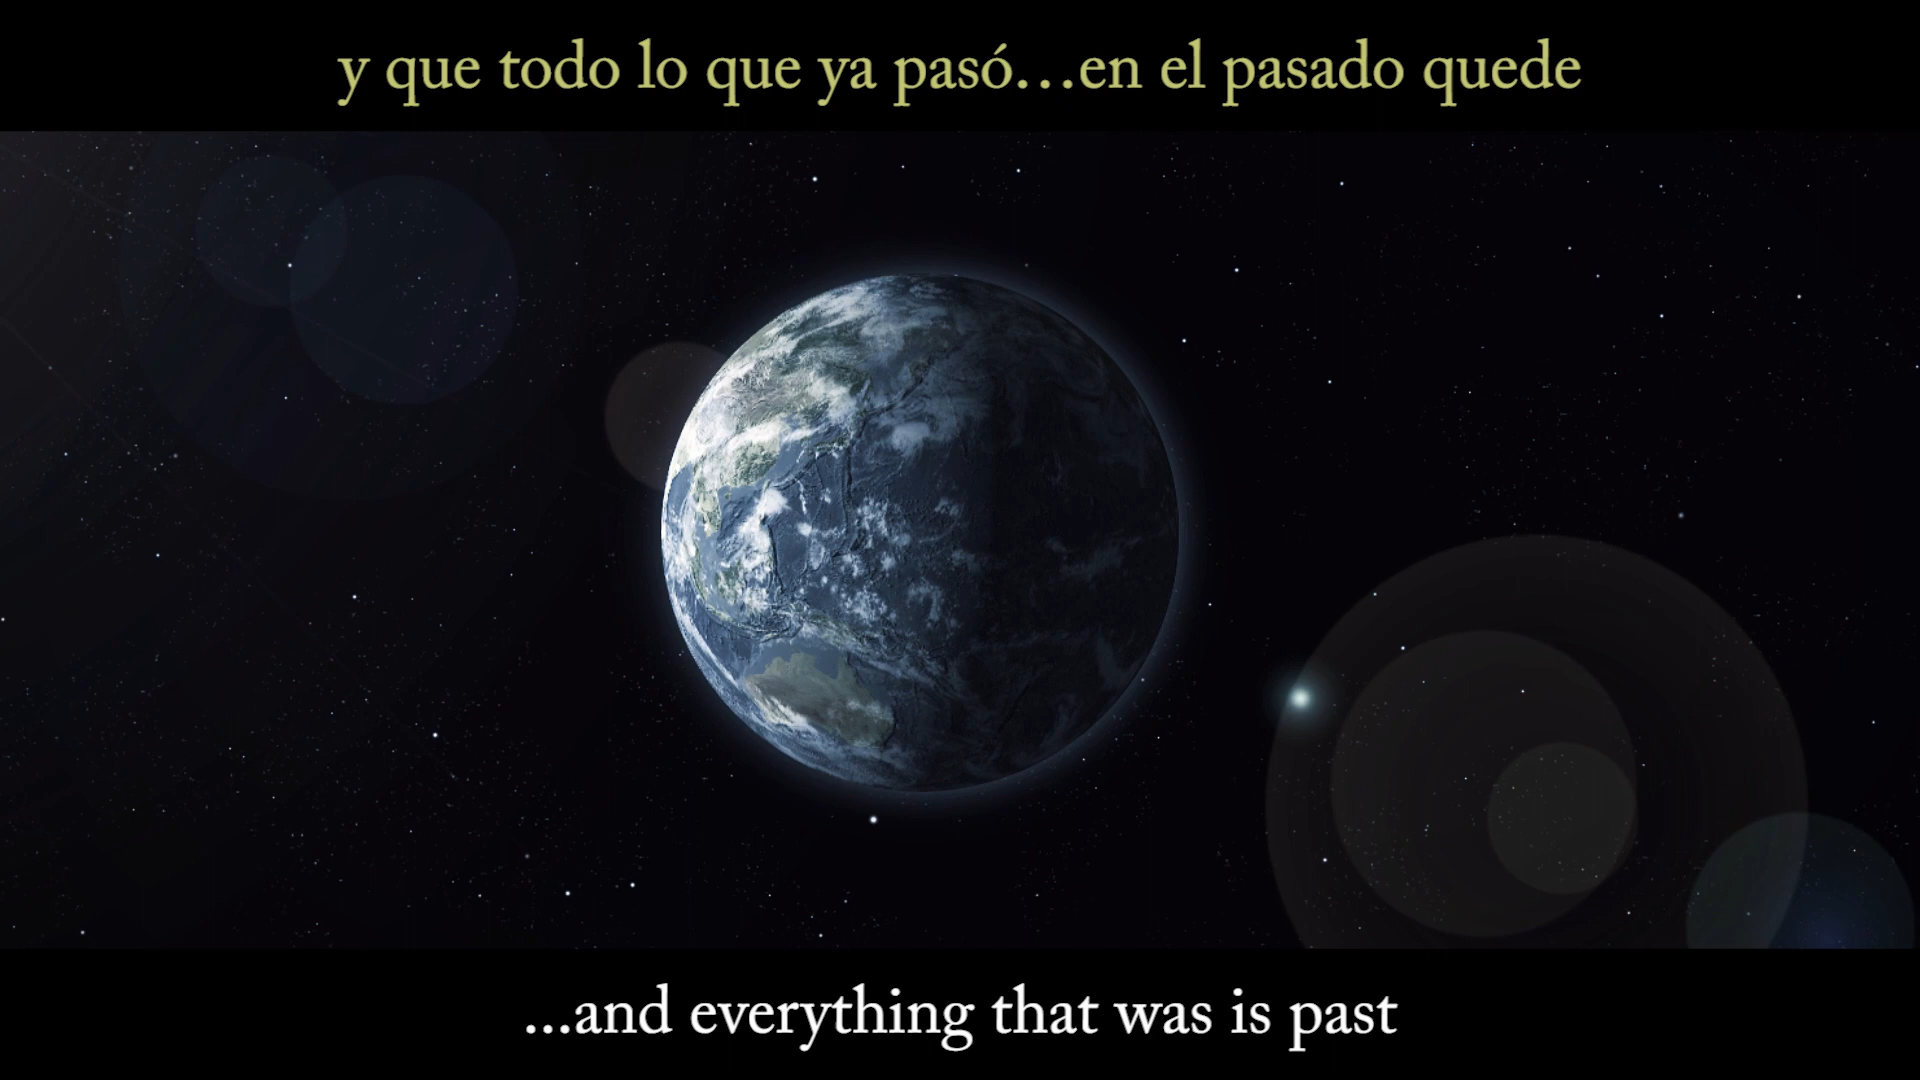 y que todo lo que ya pasó...en el pasado quede
...and everything that was is past